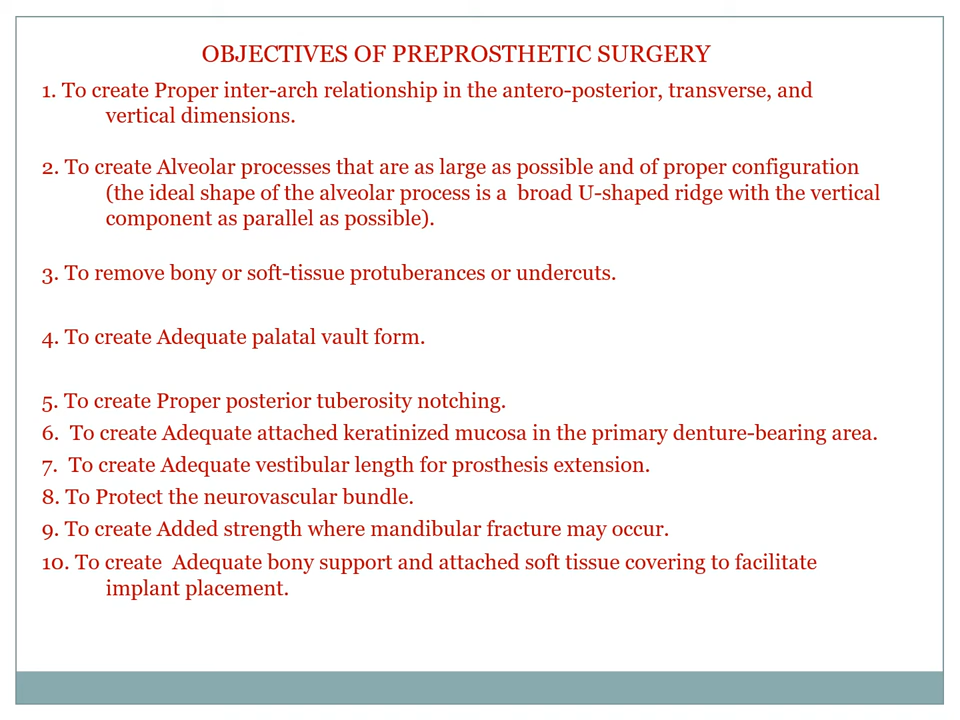 OBJECTIVES OF PREPROSTHETIC SURGERY
1. To create Proper inter-arch relationship in the antero-posterior, transverse, and
vertical dimensions.
2. To create Alveolar processes that are as large as possible and of proper configuration
(the ideal shape of the alveolar process is a  broad U-shaped ridge with the vertical
component as parallel as possible).
3. To remove bony or soft-tissue protuberances or undercuts.
4. To create Adequate palatal vault form.
5. To create Proper posterior tuberosity notching.
6.  To create Adequate attached keratinized mucosa in the primary denture-bearing area.
7.  To create Adequate vestibular length for prosthesis extension.
8. To Protect the neurovascular bundle.
9. To create Added strength where mandibular fracture may occur.
10. To create  Adequate bony support and attached soft tissue covering to facilitate
implant placement.